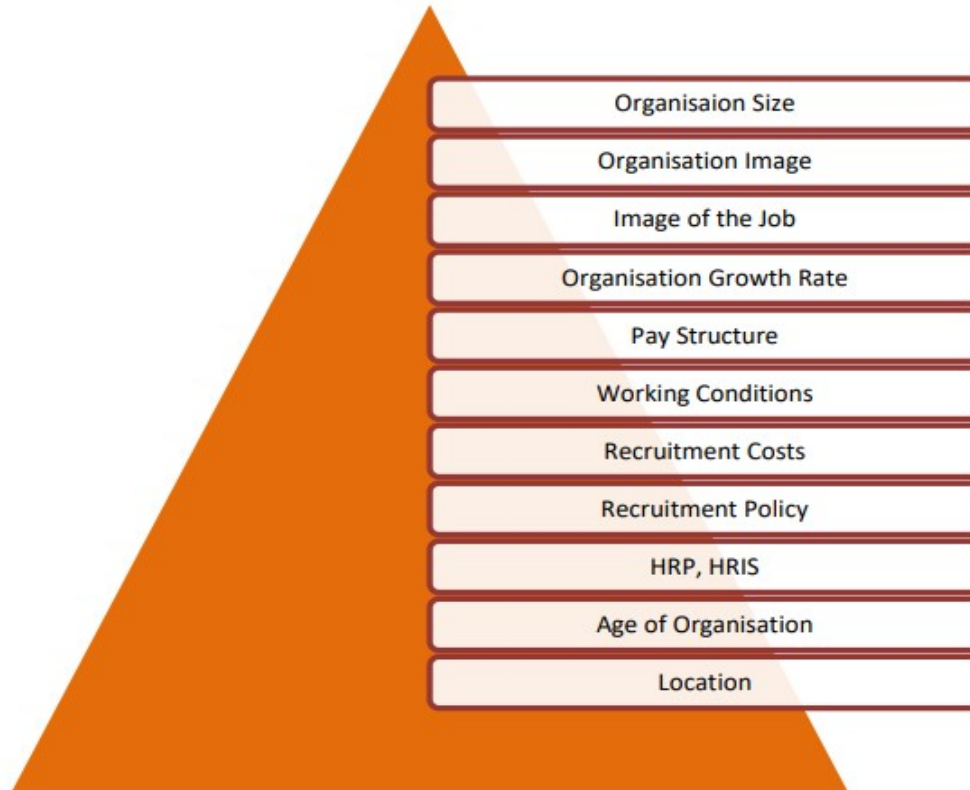 Organisaion Size
Organisation Image
Image of the Job
Organisation Growth Rate
Pay Structure
Working Conditions
Recruitment Costs
Recruitment Policy
HRP, HRIS
Age of Organisation
Location